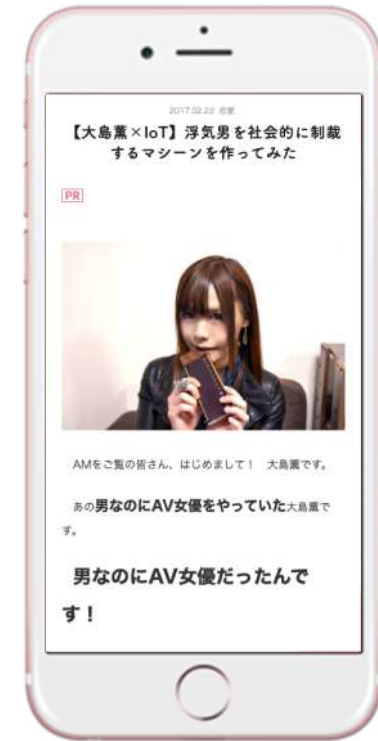 2017.02.22 恋愛
【大島薫×IoT】浮気男を社会的に制裁
するマシーンを作ってみた
PR
AMをご覧の皆さん、はじめまして！　大島薫です。
あの男なのにAV女優をやっていた大島薫で
す。
男なのにAV女優だったんで
す！